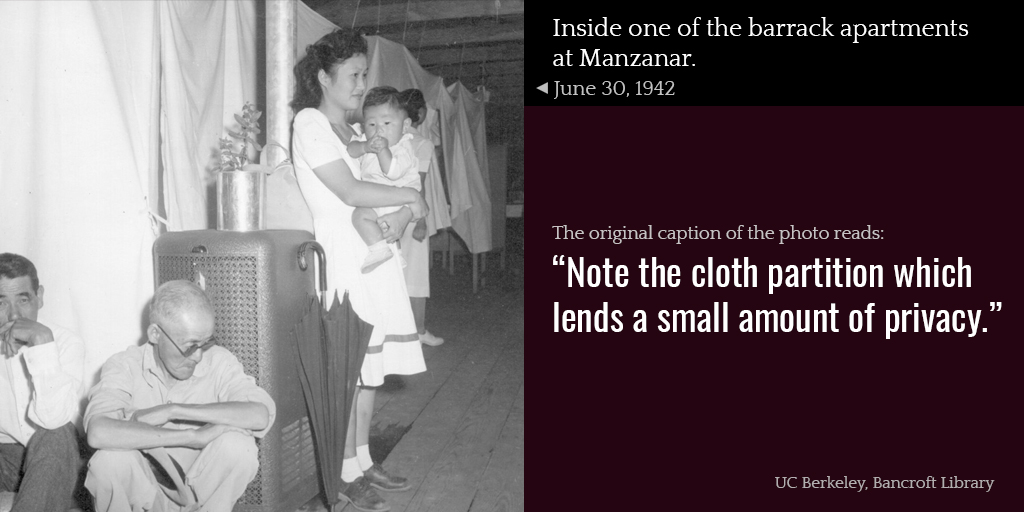 Inside one of the barrack apartments
at Manzanar.
◀ June 30, 1942
The original caption of the photo reads:
“Note the cloth partition which
lends a small amount of privacy.”
UC Berkeley, Bancroft Library